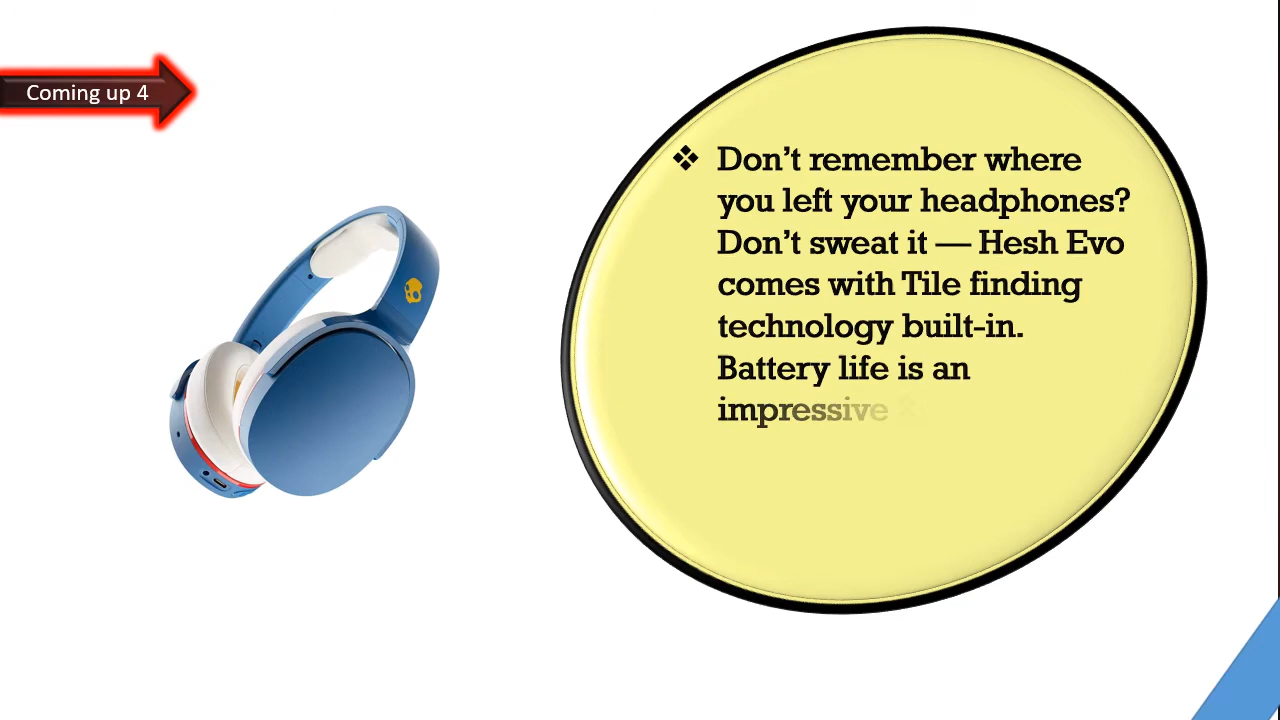 Coming up 4
❖ Don’t remember where
you left your headphones?
Don’t sweat it — Hesh Evo
comes with Tile finding
technology built-in.
Battery life is an
impressive